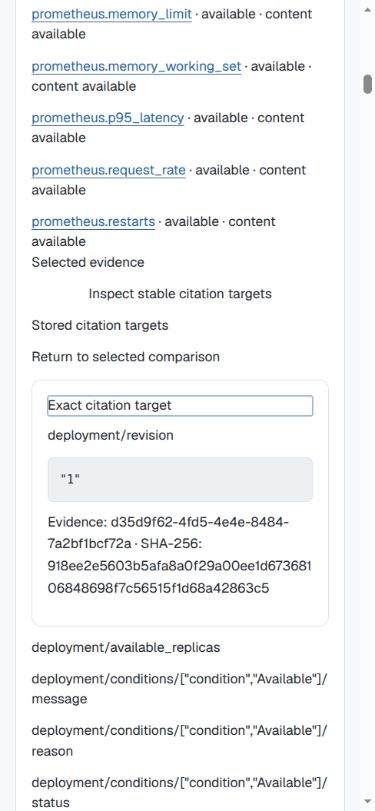 prometheus.memory_limit · available · content
available
prometheus.memory_working_set · available ·
content available
prometheus.p95_latency · available · content
available
prometheus.request_rate · available · content
available
prometheus.restarts · available · content
available
Selected evidence
Inspect stable citation targets
Stored citation targets
Return to selected comparison
Exact citation target
deployment/revision
"1"
Evidence: d35d9f62-4fd5-4e4e-8484-
7a2bf1bcf72a · SHA-256:
918ee2e5603b5afa8a0f29a00ee1d673681
06848698f7c56515f1d68a42863c5
deployment/available_replicas
deployment/conditions/["condition","Available"]/
message
deployment/conditions/["condition","Available"]/
reason
deployment/conditions/["condition","Available"]/
status